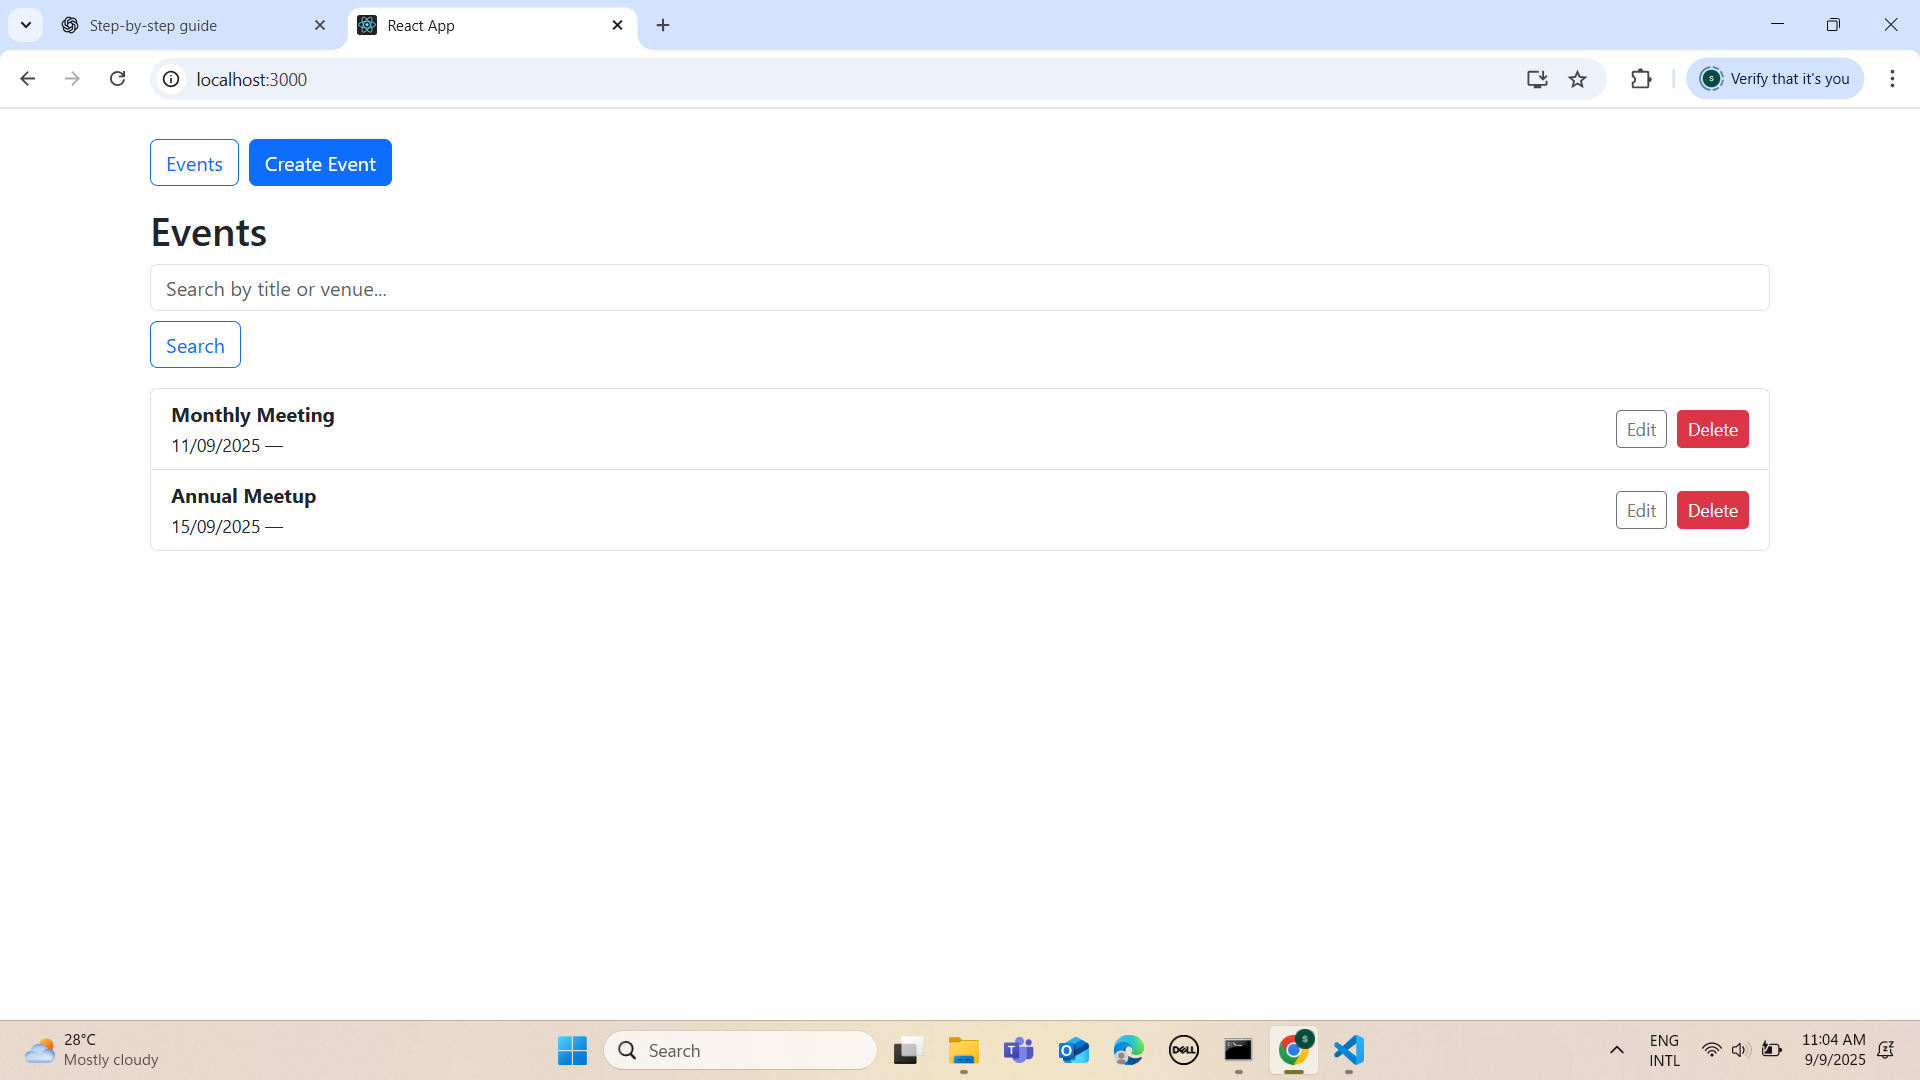 Step-by-step guide
React App
localhost:3000
Verify that it's you
Events
Create Event
Events
Search by title or venue...
Search
Monthly Meeting
11/09/2025 —
Edit
Delete
Annual Meetup
15/09/2025 —
Edit
Delete
28°C
Mostly cloudy
Search
DELL
ENG
INTL
11:04 AM
9/9/2025